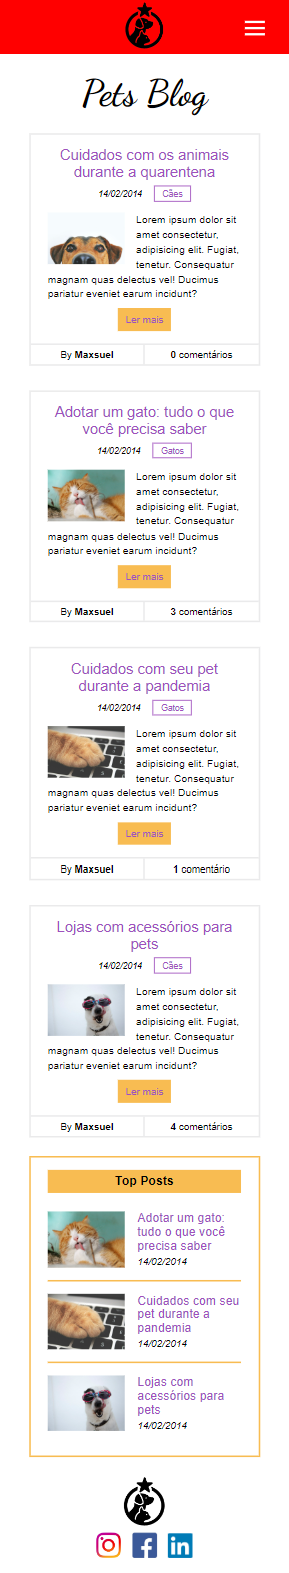 Pets Blog
Cuidados com os animais
durante a quarentena
14/02/2014 Cães
Lorem ipsum dolor sit
amet consectetur,
adipisicing elit. Fugiat,
tenetur. Consequatur
magnam quas delectus vel! Ducimus
pariatur eveniet earum incidunt?
Ler mais
By Maxsuel 0 comentários
Adotar um gato: tudo o que
você precisa saber
14/02/2014 Gatos
Lorem ipsum dolor sit
amet consectetur,
adipisicing elit. Fugiat,
tenetur. Consequatur
magnam quas delectus vel! Ducimus
pariatur eveniet earum incidunt?
Ler mais
By Maxsuel 3 comentários
Cuidados com seu pet
durante a pandemia
14/02/2014 Gatos
Lorem ipsum dolor sit
amet consectetur,
adipisicing elit. Fugiat,
tenetur. Consequatur
magnam quas delectus vel! Ducimus
pariatur eveniet earum incidunt?
Ler mais
By Maxsuel 1 comentário
Lojas com acessórios para
pets
14/02/2014 Cães
Lorem ipsum dolor sit
amet consectetur,
adipisicing elit. Fugiat,
tenetur. Consequatur
magnam quas delectus vel! Ducimus
pariatur eveniet earum incidunt?
Ler mais
By Maxsuel 4 comentários
Top Posts
Adotar um gato:
tudo o que você
precisa saber
14/02/2014
Cuidados com seu
pet durante a
pandemia
14/02/2014
Lojas com
acessórios para
pets
14/02/2014